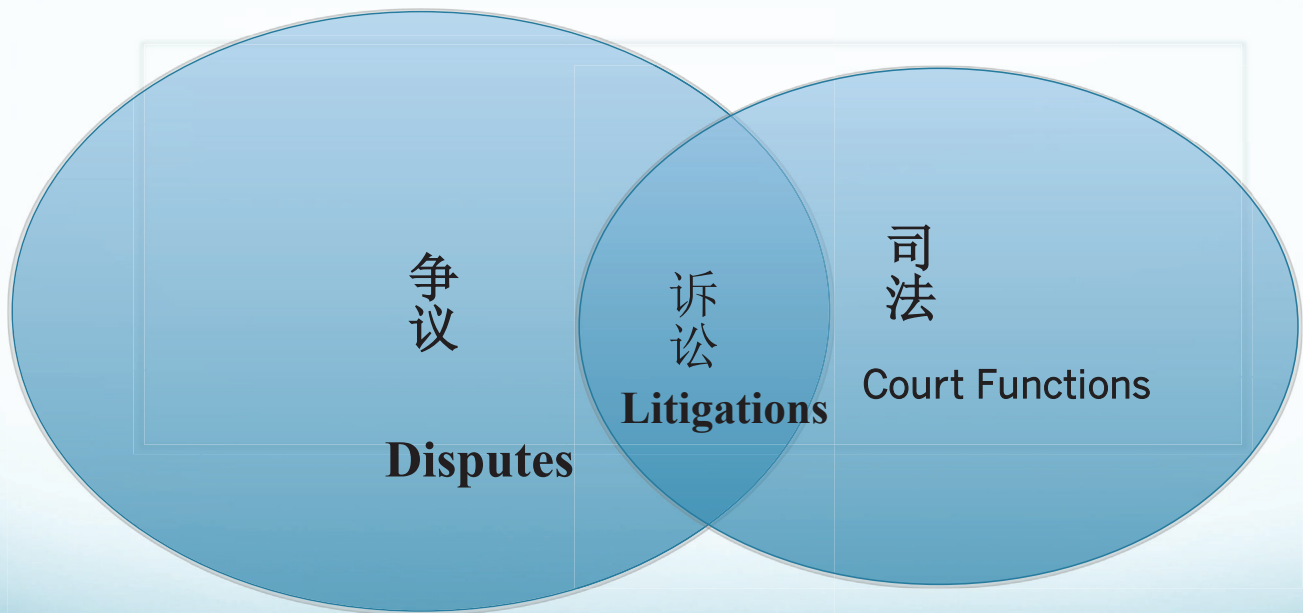 争议
Disputes
诉讼
Litigations
司法
Court Functions